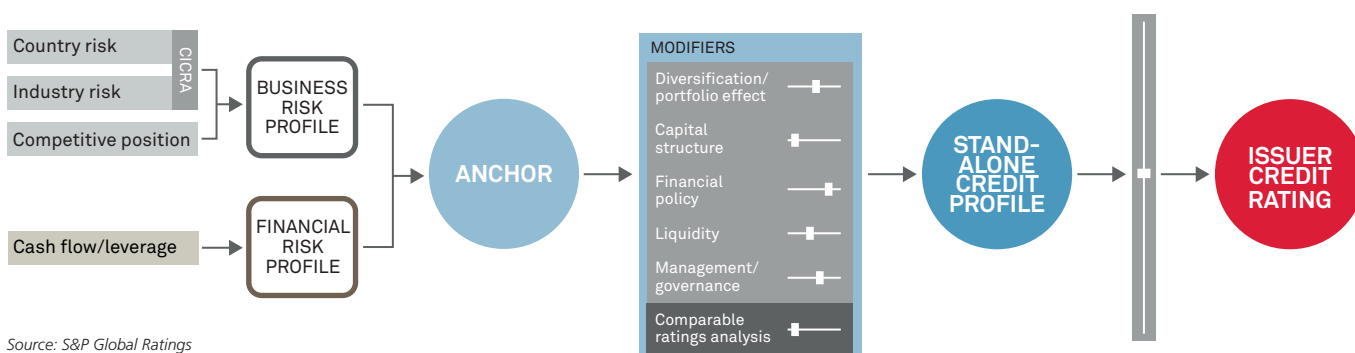 Country risk
Industry risk
CICRA
Competitive position
Cash flow/leverage
BUSINESS
RISK
PROFILE
FINANCIAL
RISK
PROFILE
ANCHOR
MODIFIERS
Diversification/
portfolio effect
Capital
structure
Financial
policy
Liquidity
Management/
governance
Comparable
ratings analysis
STAND-
ALONE
CREDIT
PROFILE
ISSUER
CREDIT
RATING
Source: S&P Global Ratings